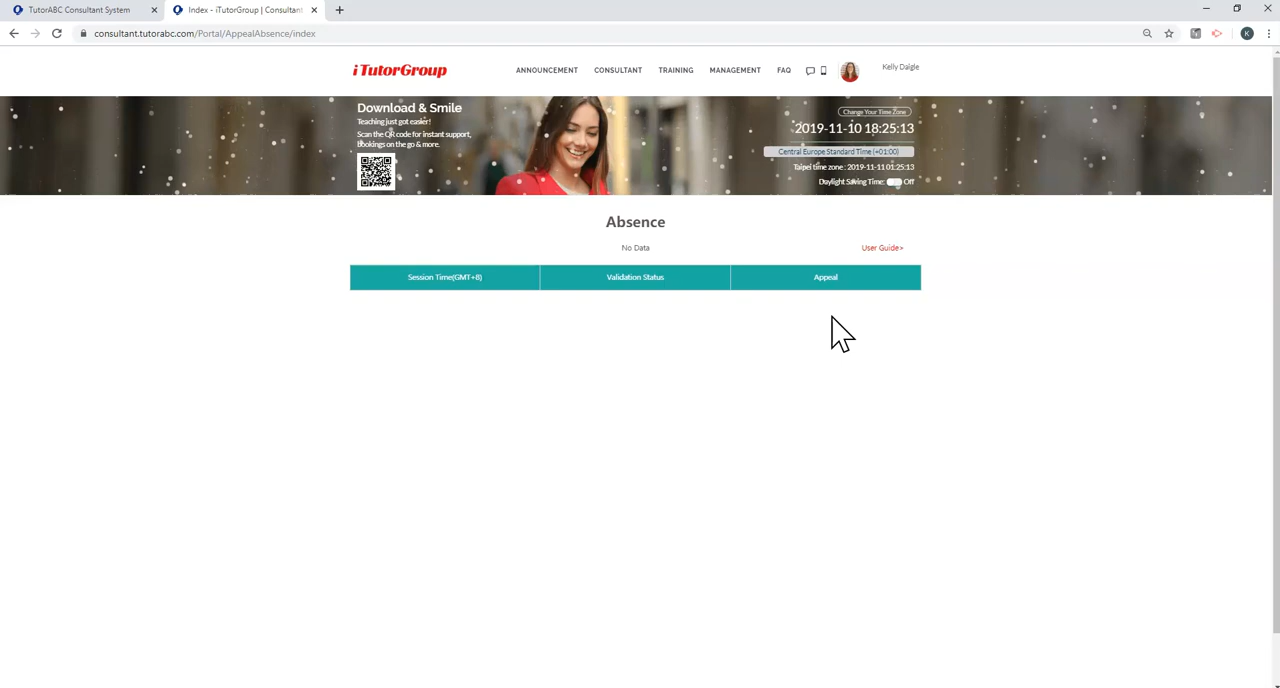 TutorABC Consultant System
Index - iTutorGroup | Consultant
consultant.tutorabc.com/Portal/AppealAbsence/index
K
iTutorGroup
ANNOUNCEMENT
CONSULTANT
TRAINING
MANAGEMENT
FAQ
Kelly Daigle
Download & Smile
Teaching just got easier!
Scan the QR code for instant support,
bookings on the go & more.
Change Your Time Zone
2019-11-10 18:25:13
Central Europe Standard Time (+01:00)
Taipei time zone : 2019-11-11 01:25:13
Daylight Saving Time: Off
Absence
No Data
User Guide>
Session Time(GMT+8)
Validation Status
Appeal